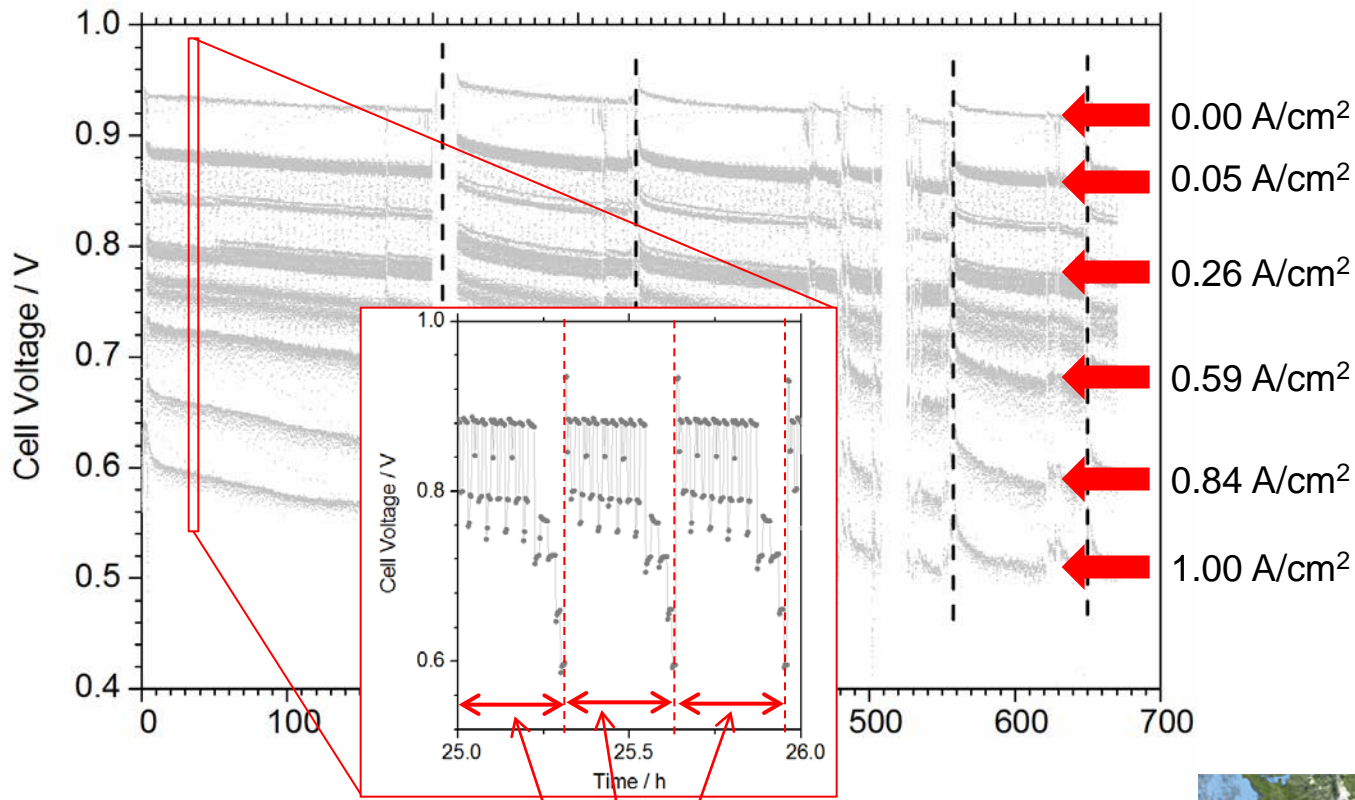 1.0
0.9
0.8
0.7
0.6
0.5
0.4
Cell Voltage / V
0.00 A/cm²
0.05 A/cm²
0.26 A/cm²
0.59 A/cm²
0.84 A/cm²
1.00 A/cm²
1.0
0.8
0.6
Cell Voltage / V
25.0 25.5 26.0
Time / h
0 100 500 600 700